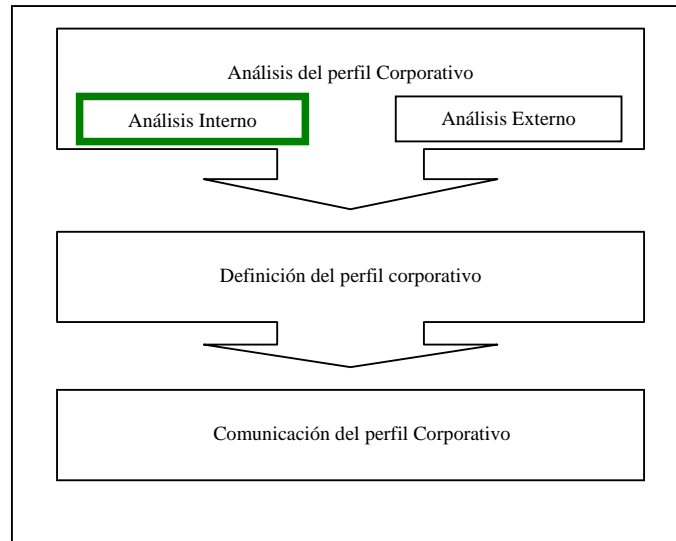 Análisis del perfil Corporativo
Análisis Interno
Análisis Externo
Definición del perfil corporativo
Comunicación del perfil Corporativo